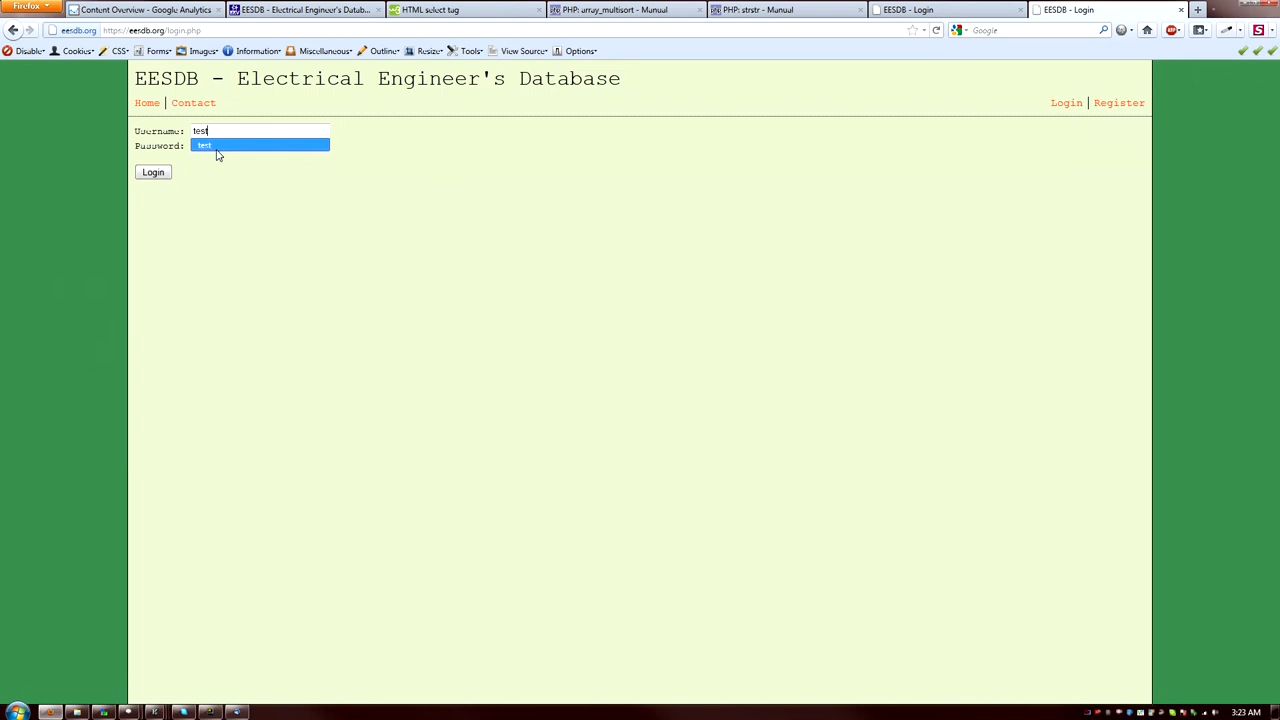 Firefox
Content Overview - Google Analytics
EESDB - Electrical Engineer's Datab...
HTML select tag
PHP: array_multisort - Manual
PHP: strstr - Manual
EESDB - Login
EESDB - Login
eesdb.org https://eesdb.org/login.php
Google
Disable Cookies CSS Forms Images Information Miscellaneous Outline Resize Tools View Source Options
EESDB - Electrical Engineer's Database
Home | Contact
Login | Register
Username: test
Password: test
Login
3:23 AM